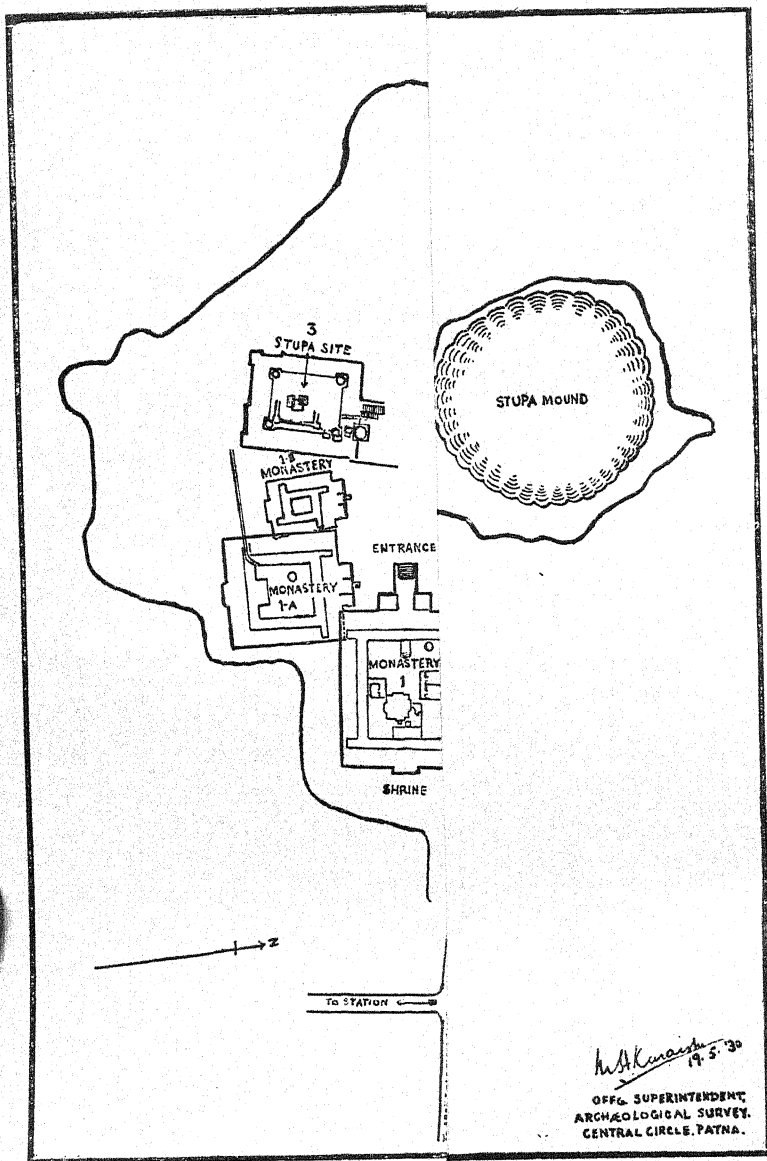 3
STUPA SITE
STUPA MOUND
1-B
MONASTERY
ENTRANCE
MONASTERY
1-A
MONASTERY
1
SHRINE
N
TO STATION
19.5.'30
OFFG. SUPERINTENDENT,
ARCHÆOLOGICAL SURVEY.
CENTRAL CIRCLE, PATNA.